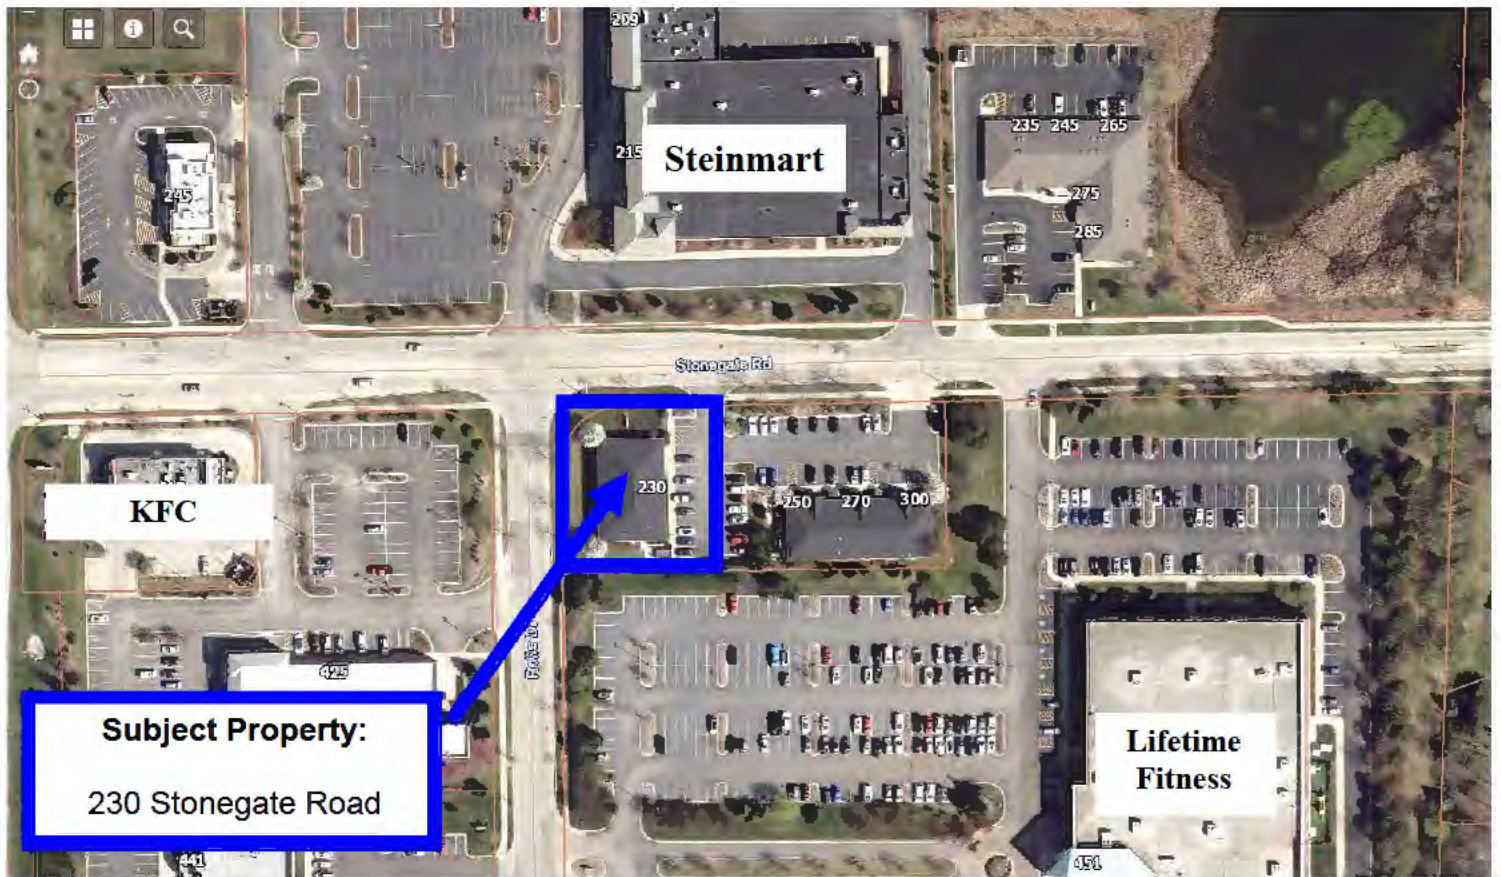 209
215
Steinmart
235 245 265
275
285
245
Stonegate Rd
230
250 270 300
KFC
425
Subject Property:
230 Stonegate Road
Lifetime
Fitness
441
451